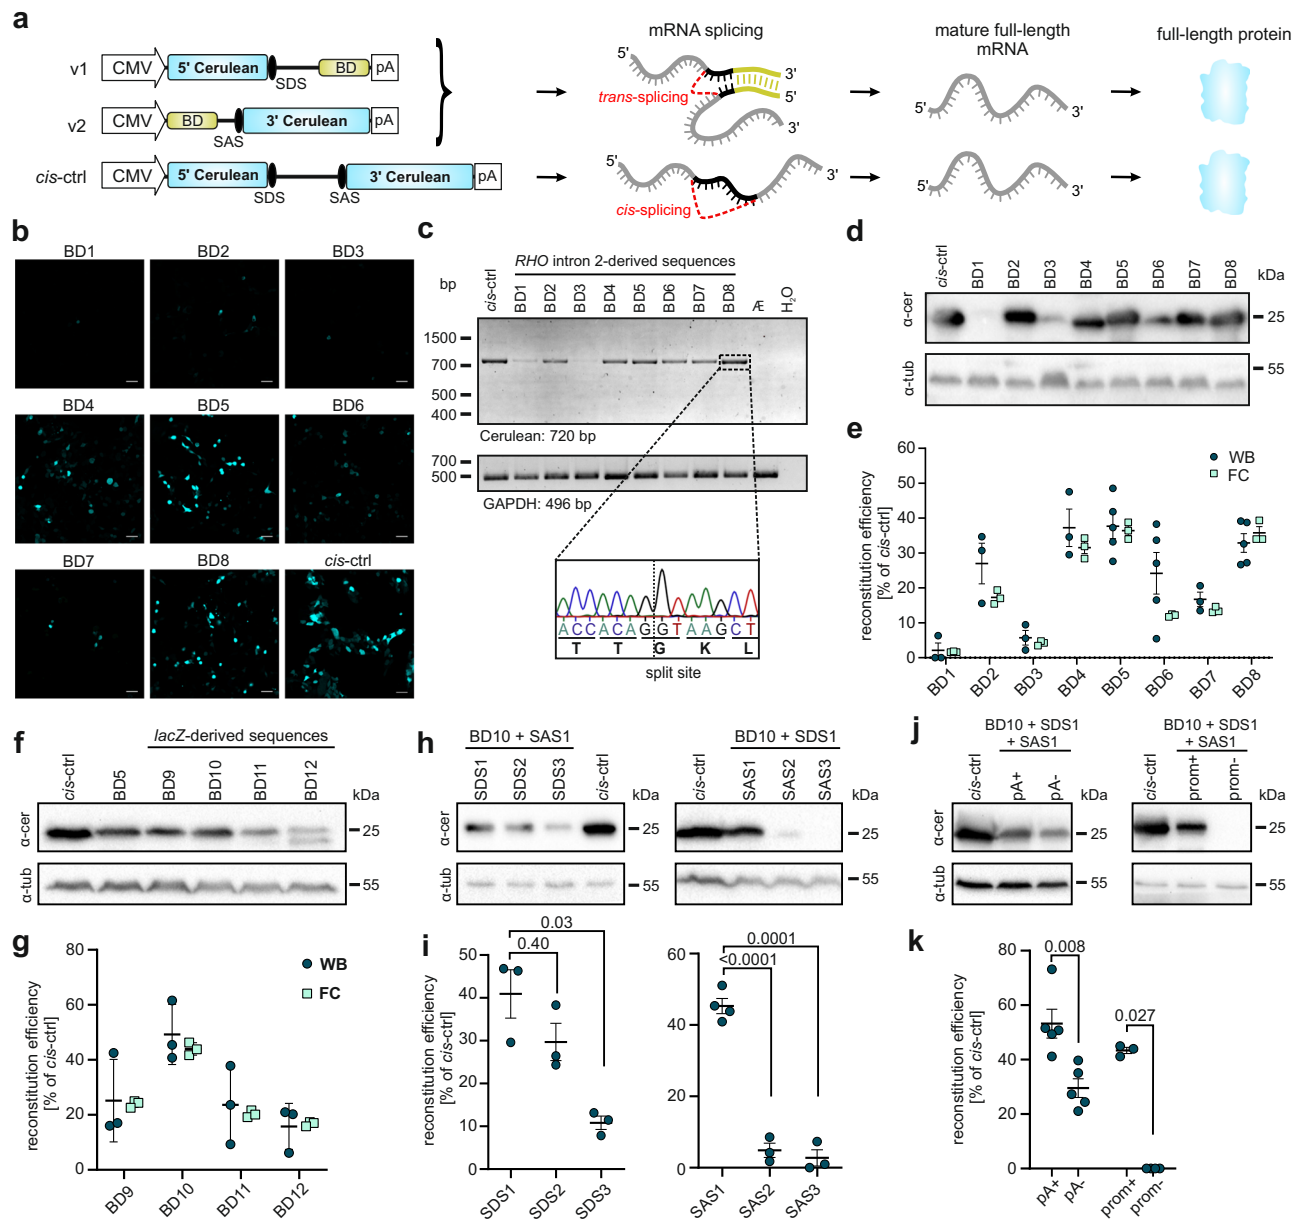 a
v1
CMV
5' Cerulean
SDS
BD
pA
v2
CMV
BD
SAS
3' Cerulean
pA
cis-ctrl
CMV
5' Cerulean
SDS
SAS
3' Cerulean
pA
mRNA splicing
5'
3'
5'
trans-splicing
3'
5'
3'
cis-splicing
mature full-length
mRNA
5'
3'
5'
3'
full-length protein
b
BD1 BD2 BD3
BD4 BD5 BD6
BD7 BD8 cis-ctrl
c
RHO intron 2-derived sequences
bp
cis-ctrl BD1 BD2 BD3 BD4 BD5 BD6 BD7 BD8 Æ H2O
1500
700
500
400
Cerulean: 720 bp
700
500
GAPDH: 496 bp
ACCACAGGTAAGCT
T T G K L
split site
d
cis-ctrl BD1 BD2 BD3 BD4 BD5 BD6 BD7 BD8 kDa
α-cer
25
α-tub
55
e
reconstitution efficiency
[% of cis-ctrl]
60
50
40
30
20
10
0
WB
FC
BD1 BD2 BD3 BD4 BD5 BD6 BD7 BD8
f
lacZ-derived sequences
cis-ctrl BD5 BD9 BD10 BD11 BD12 kDa
α-cer
25
α-tub
55
g
reconstitution efficiency
[% of cis-ctrl]
80
60
40
20
0
WB
FC
BD9 BD10 BD11 BD12
h
BD10 + SAS1
SDS1 SDS2 SDS3 cis-ctrl kDa
α-cer
25
α-tub
55
BD10 + SDS1
cis-ctrl SAS1 SAS2 SAS3 kDa
25
55
i
reconstitution efficiency
[% of cis-ctrl]
50
40
30
20
10
0
0.03
0.40
SDS1 SDS2 SDS3
60
40
20
0
0.0001
<0.0001
SAS1 SAS2 SAS3
j
BD10 + SDS1
+ SAS1
cis-ctrl pA+ pA- kDa
α-cer
25
α-tub
55
BD10 + SDS1
+ SAS1
cis-ctrl prom+ prom- kDa
25
55
k
reconstitution efficiency
[% of cis-ctrl]
80
60
40
20
0
0.008
0.027
pA+ pA- prom+ prom-